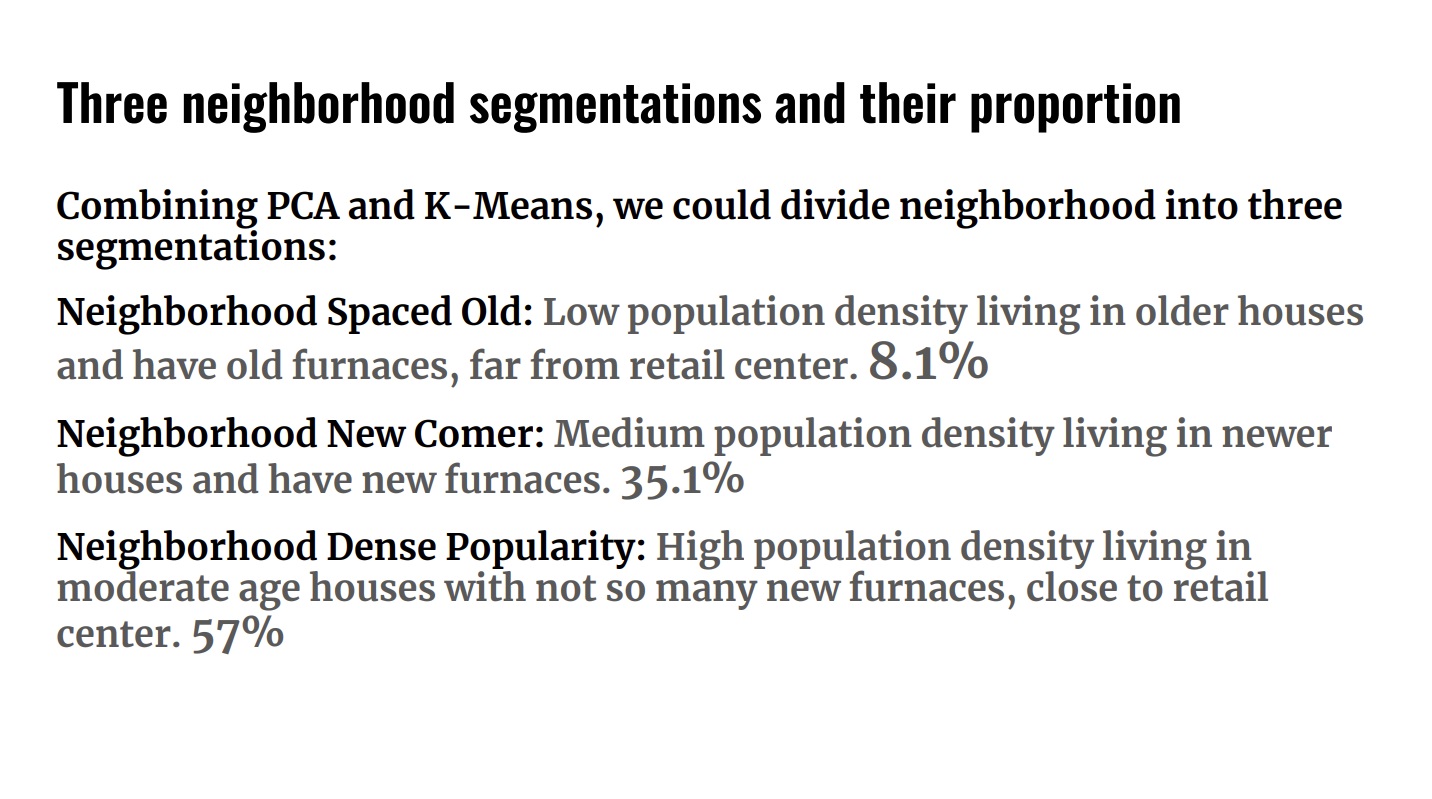 Three neighborhood segmentations and their proportion
Combining PCA and K-Means, we could divide neighborhood into three
segmentations:
Neighborhood Spaced Old: Low population density living in older houses
and have old furnaces, far from retail center. 8.1%
Neighborhood New Comer: Medium population density living in newer
houses and have new furnaces. 35.1%
Neighborhood Dense Popularity: High population density living in
moderate age houses with not so many new furnaces, close to retail
center. 57%